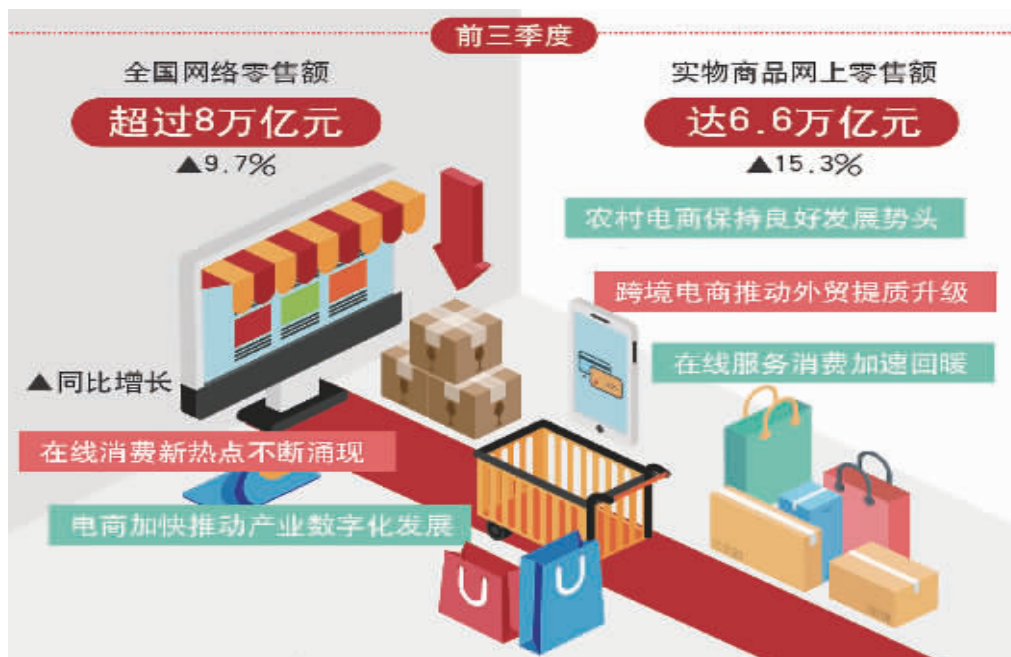 前三季度
全国网络零售额
超过8万亿元
▲9.7%
实物商品网上零售额
达6.6万亿元
▲15.3%
农村电商保持良好发展势头
跨境电商推动外贸提质升级
在线服务消费加速回暖
▲同比增长
在线消费新热点不断涌现
电商加快推动产业数字化发展